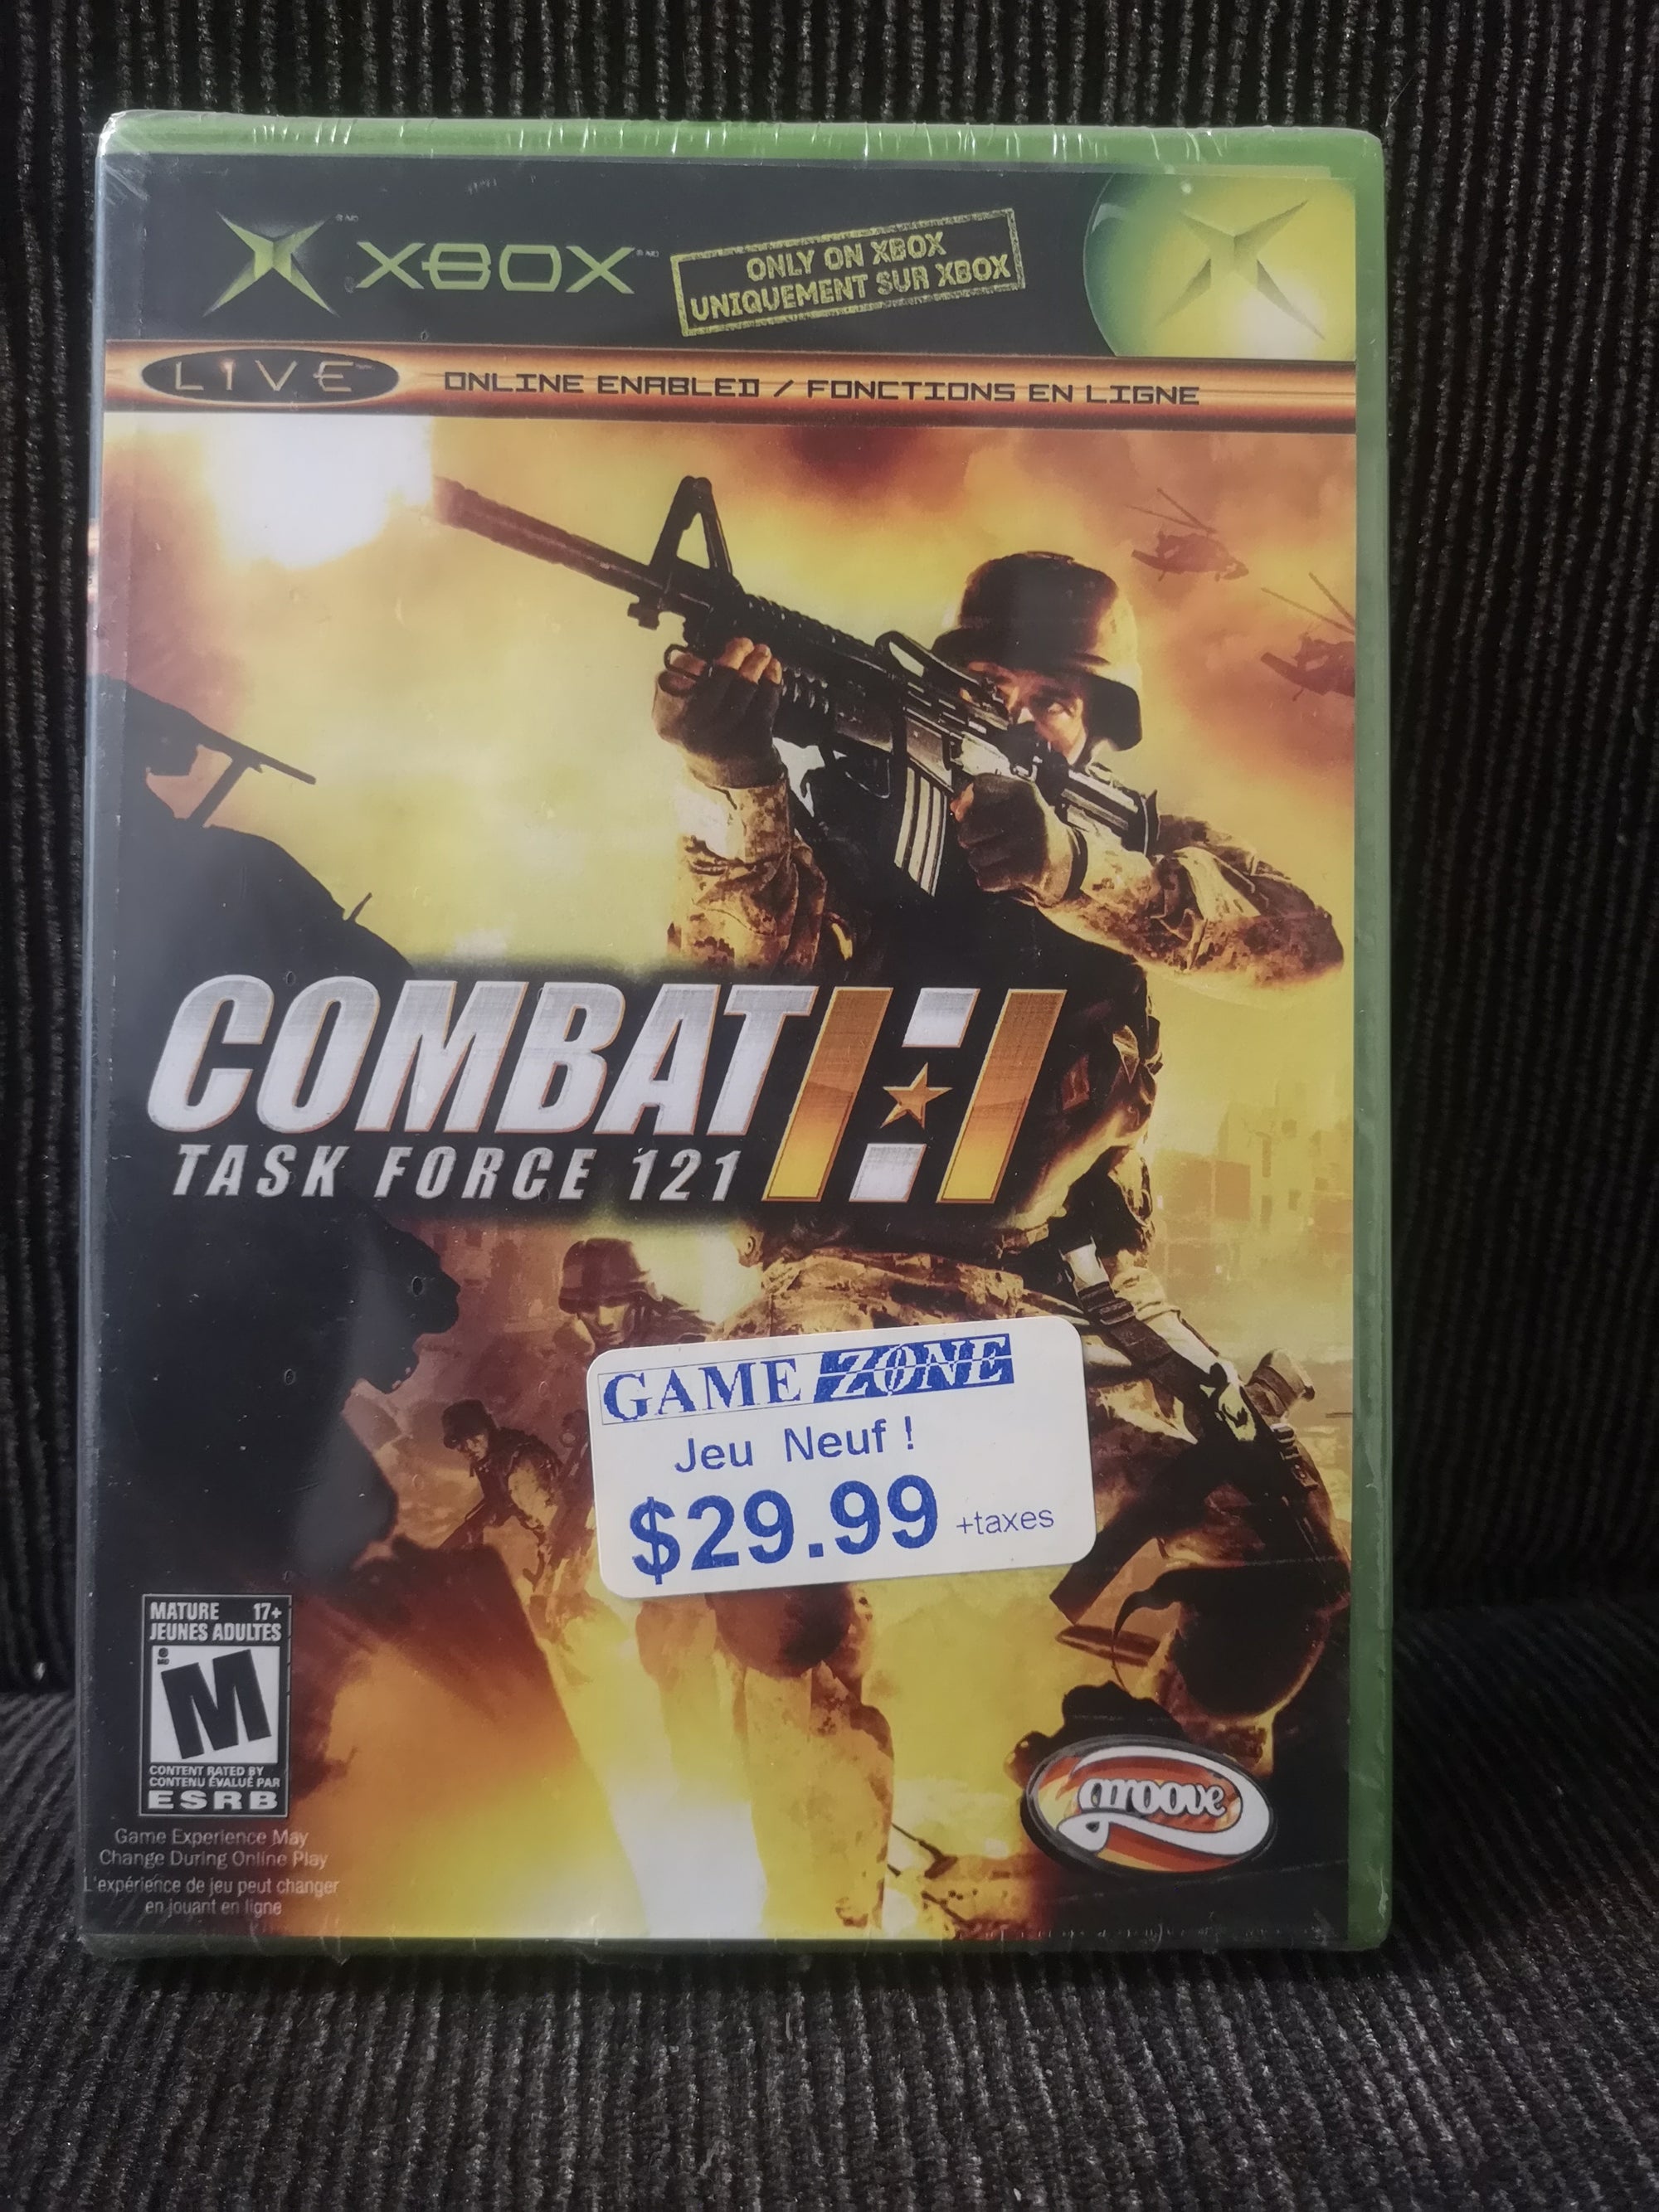 XBOX
ONLY ON XBOX
UNIQUEMENT SUR XBOX
LIVE
ONLINE ENABLED / FONCTIONS EN LIGNE
COMBAT
TASK FORCE 121
GAME ZONE
Jeu Neuf !
$29.99 +taxes
MATURE 17+
JEUNES ADULTES
M
CONTENT RATED BY
CONTENU ÉVALUÉ PAR
ESRB
Game Experience May
Change During Online Play
L'expérience de jeu peut changer
en jouant en ligne
groove